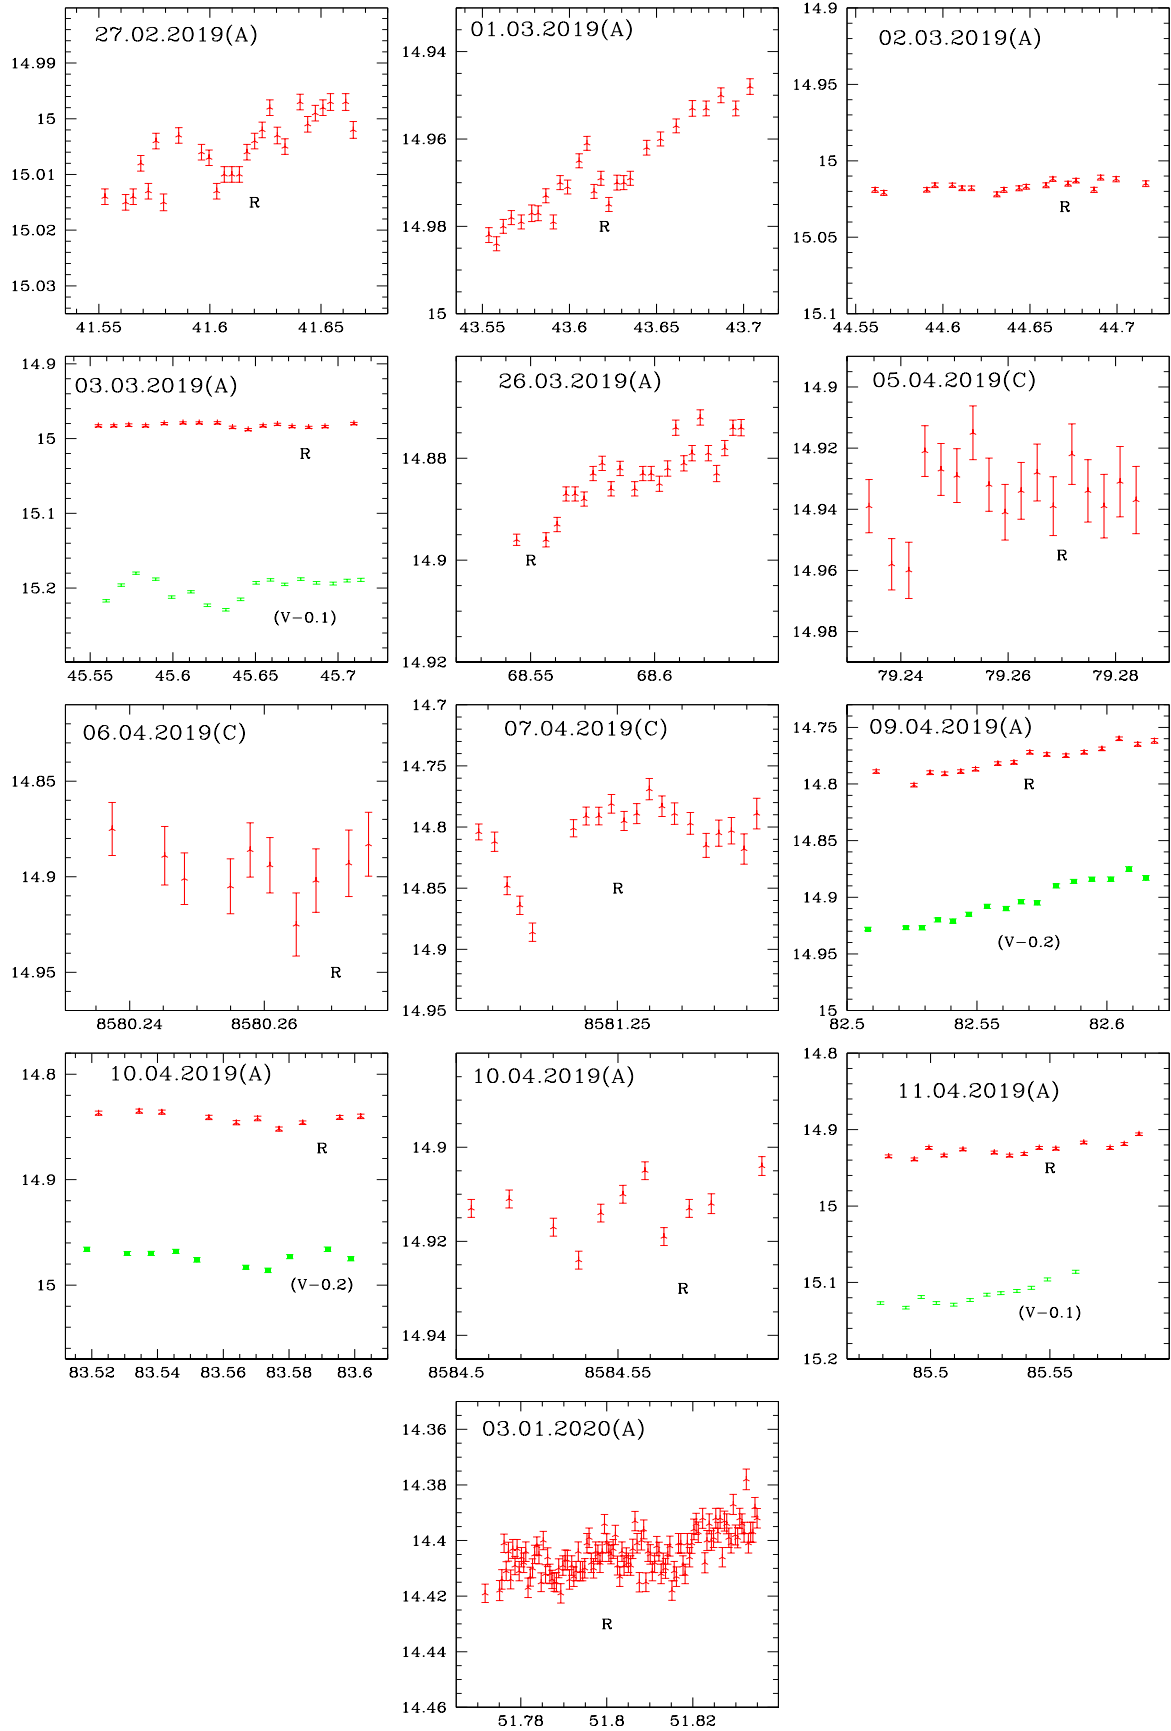 27.02.2019(A)
14.99
15
15.01
15.02
15.03
R
41.55 41.6 41.65
01.03.2019(A)
14.94
14.96
14.98
15
R
43.55 43.6 43.65 43.7
02.03.2019(A)
14.9
14.95
15
15.05
15.1
R
44.55 44.6 44.65 44.7
03.03.2019(A)
14.9
15
15.1
15.2
R
(V−0.1)
45.55 45.6 45.65 45.7
26.03.2019(A)
14.88
14.9
14.92
R
68.55 68.6
05.04.2019(C)
14.9
14.92
14.94
14.96
14.98
R
79.24 79.26 79.28
06.04.2019(C)
14.85
14.9
14.95
R
8580.24 8580.26
07.04.2019(C)
14.7
14.75
14.8
14.85
14.9
14.95
R
8581.25
09.04.2019(A)
14.75
14.8
14.85
14.9
14.95
15
R
(V−0.2)
82.5 82.55 82.6
10.04.2019(A)
14.8
14.9
15
R
(V−0.2)
83.52 83.54 83.56 83.58 83.6
10.04.2019(A)
14.9
14.92
14.94
R
8584.5 8584.55
11.04.2019(A)
14.8
14.9
15
15.1
15.2
R
(V−0.1)
85.5 85.55
03.01.2020(A)
14.36
14.38
14.4
14.42
14.44
14.46
R
51.78 51.8 51.82